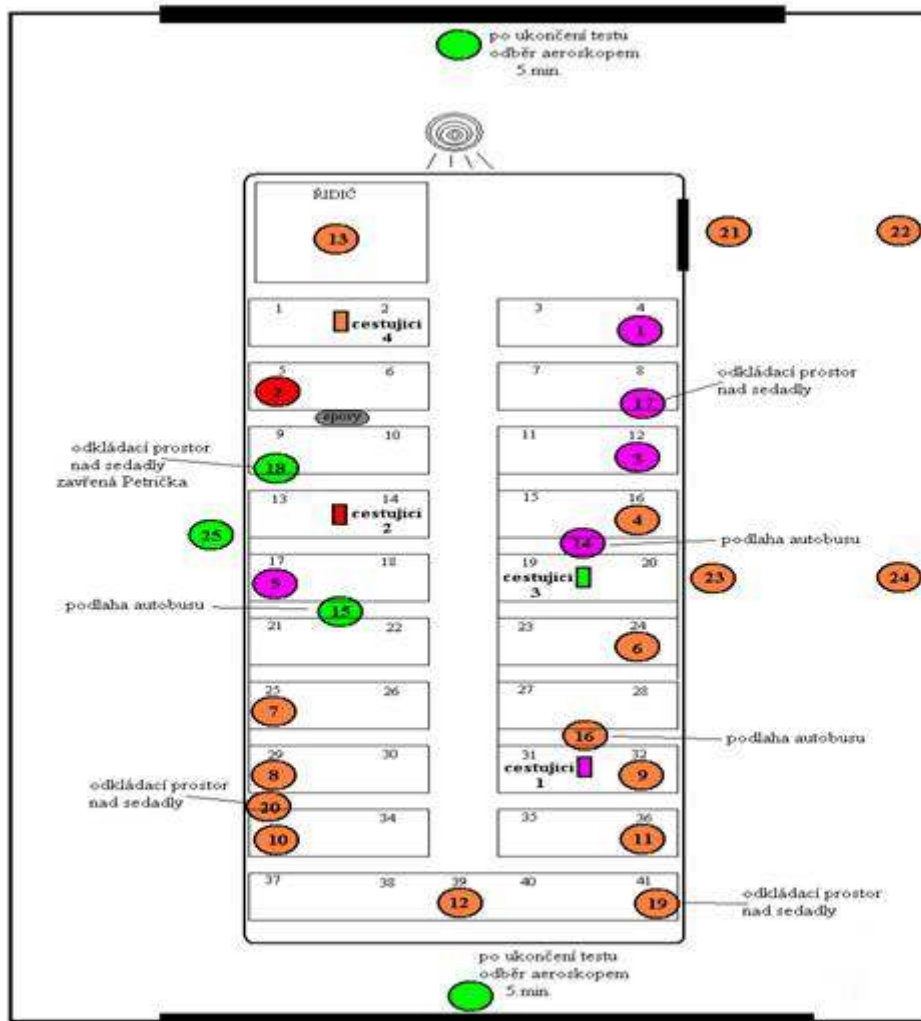 po ukončení testu
odběr aeroskopem
5 min.
ŘIDIČ
13
21
22
1
2
3
4
cestující
4
1
5
6
7
8
2
17
odkládací prostor
nad sedadly
epoxy
9
10
11
12
3
odkládací prostor
nad sedadly
zavřená Petrička
18
13
14
cestující
2
15
16
4
25
14
podlaha autobusu
17
18
5
19
20
cestující
3
23
24
podlaha autobusu
15
21
22
23
24
6
25
26
7
27
28
16
podlaha autobusu
29
30
8
31
32
cestující
1
9
odkládací prostor
nad sedadly
20
34
10
35
36
11
37
38
39
40
41
12
19
odkládací prostor
nad sedadly
po ukončení testu
odběr aeroskopem
5 min.